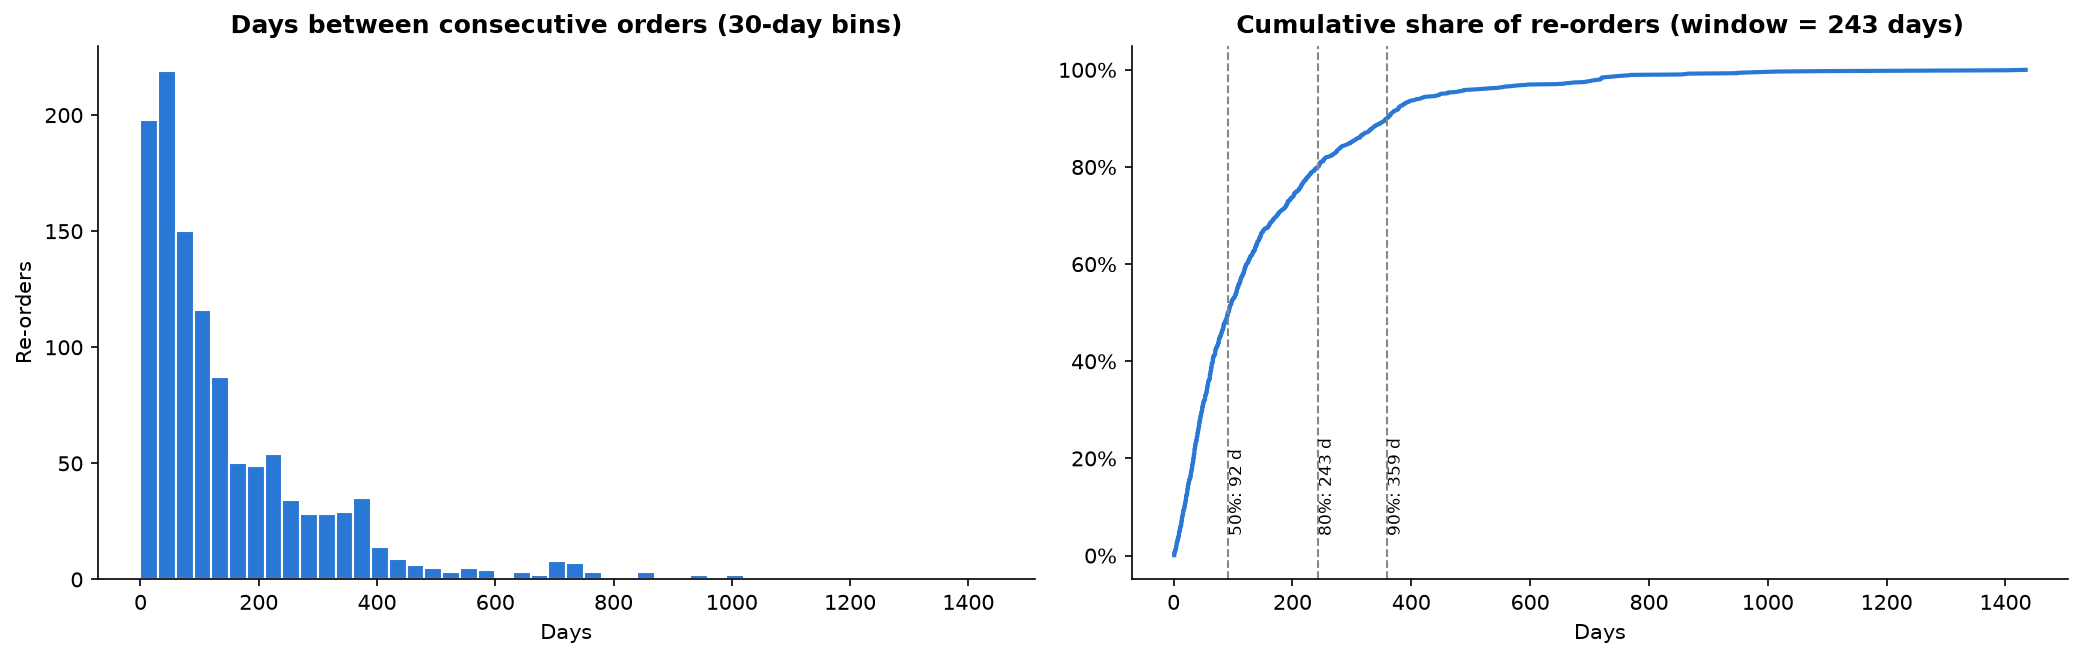 Days between consecutive orders (30-day bins)
Re-orders
200
150
100
50
0
0 200 400 600 800 1000 1200 1400
Days
Cumulative share of re-orders (window = 243 days)
100%
80%
60%
40%
20%
0%
50%: 92 d
80%: 243 d
90%: 359 d
0 200 400 600 800 1000 1200 1400
Days